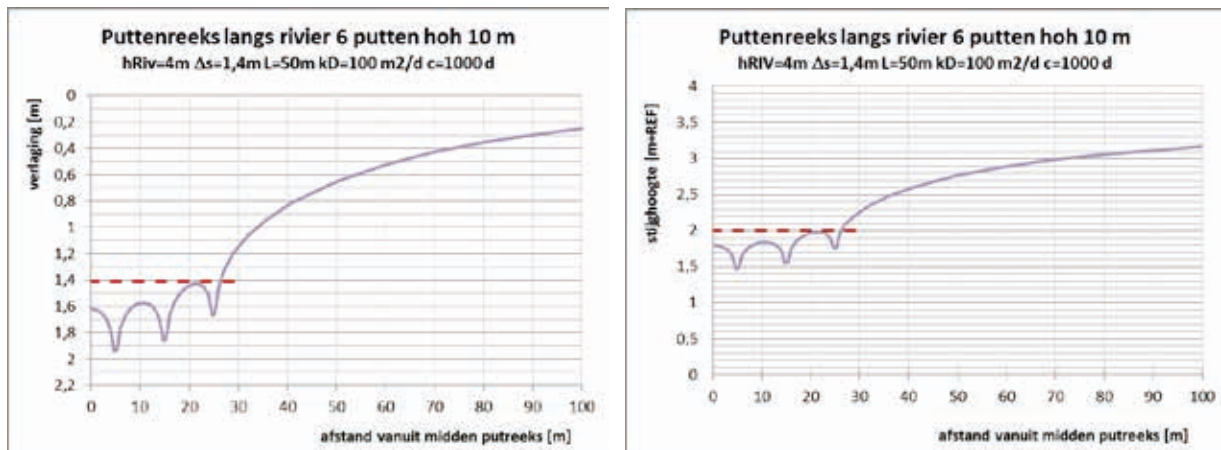 Puttenreeks langs rivier 6 putten hoh 10 m
hRiv=4m Δs=1,4m L=50m kD=100 m2/d c=1000 d
verlaging [m]
0
0,2
0,4
0,6
0,8
1
1,2
1,4
1,6
1,8
2
2,2
0 10 20 30 40 50 60 70 80 90 100
afstand vanuit midden putreeks [m]
Puttenreeks langs rivier 6 putten hoh 10 m
hRIV=4m Δs=1,4m L=50m kD=100 m2/d c=1000 d
stijghoogte [m+REF]
4
3,5
3
2,5
2
1,5
1
0,5
0
0 10 20 30 40 50 60 70 80 90 100
afstand vanuit midden putreeks [m]